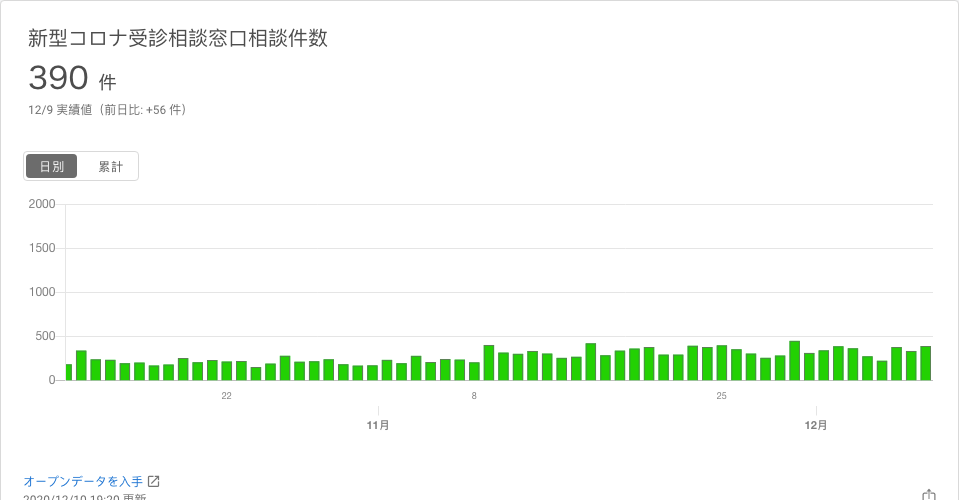 新型コロナ受診相談窓口相談件数
390 件
12/9 実績値（前日比: +56 件）
日別 累計
2000
1500
1000
500
0
22 8 25
11月 12月
オープンデータを入手
2020/12/10 19:20 更新